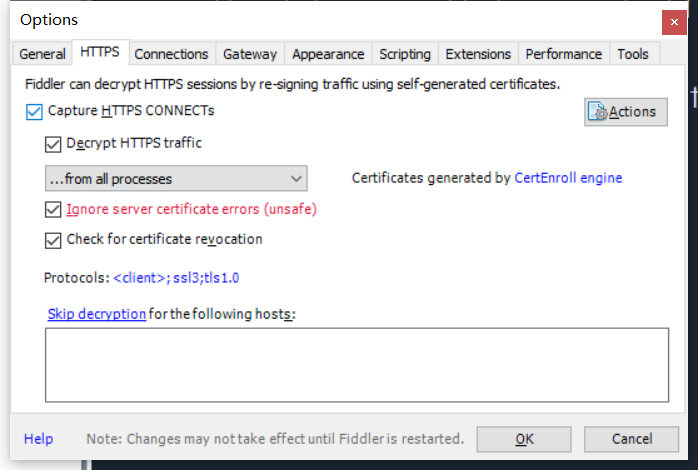 Options
General HTTPS Connections Gateway Appearance Scripting Extensions Performance Tools
Fiddler can decrypt HTTPS sessions by re-signing traffic using self-generated certificates.
Capture HTTPS CONNECTs Actions
Decrypt HTTPS traffic
...from all processes Certificates generated by CertEnroll engine
Ignore server certificate errors (unsafe)
Check for certificate revocation
Protocols: <client>; ssl3;tls1.0
Skip decryption for the following hosts:
Help Note: Changes may not take effect until Fiddler is restarted. OK Cancel